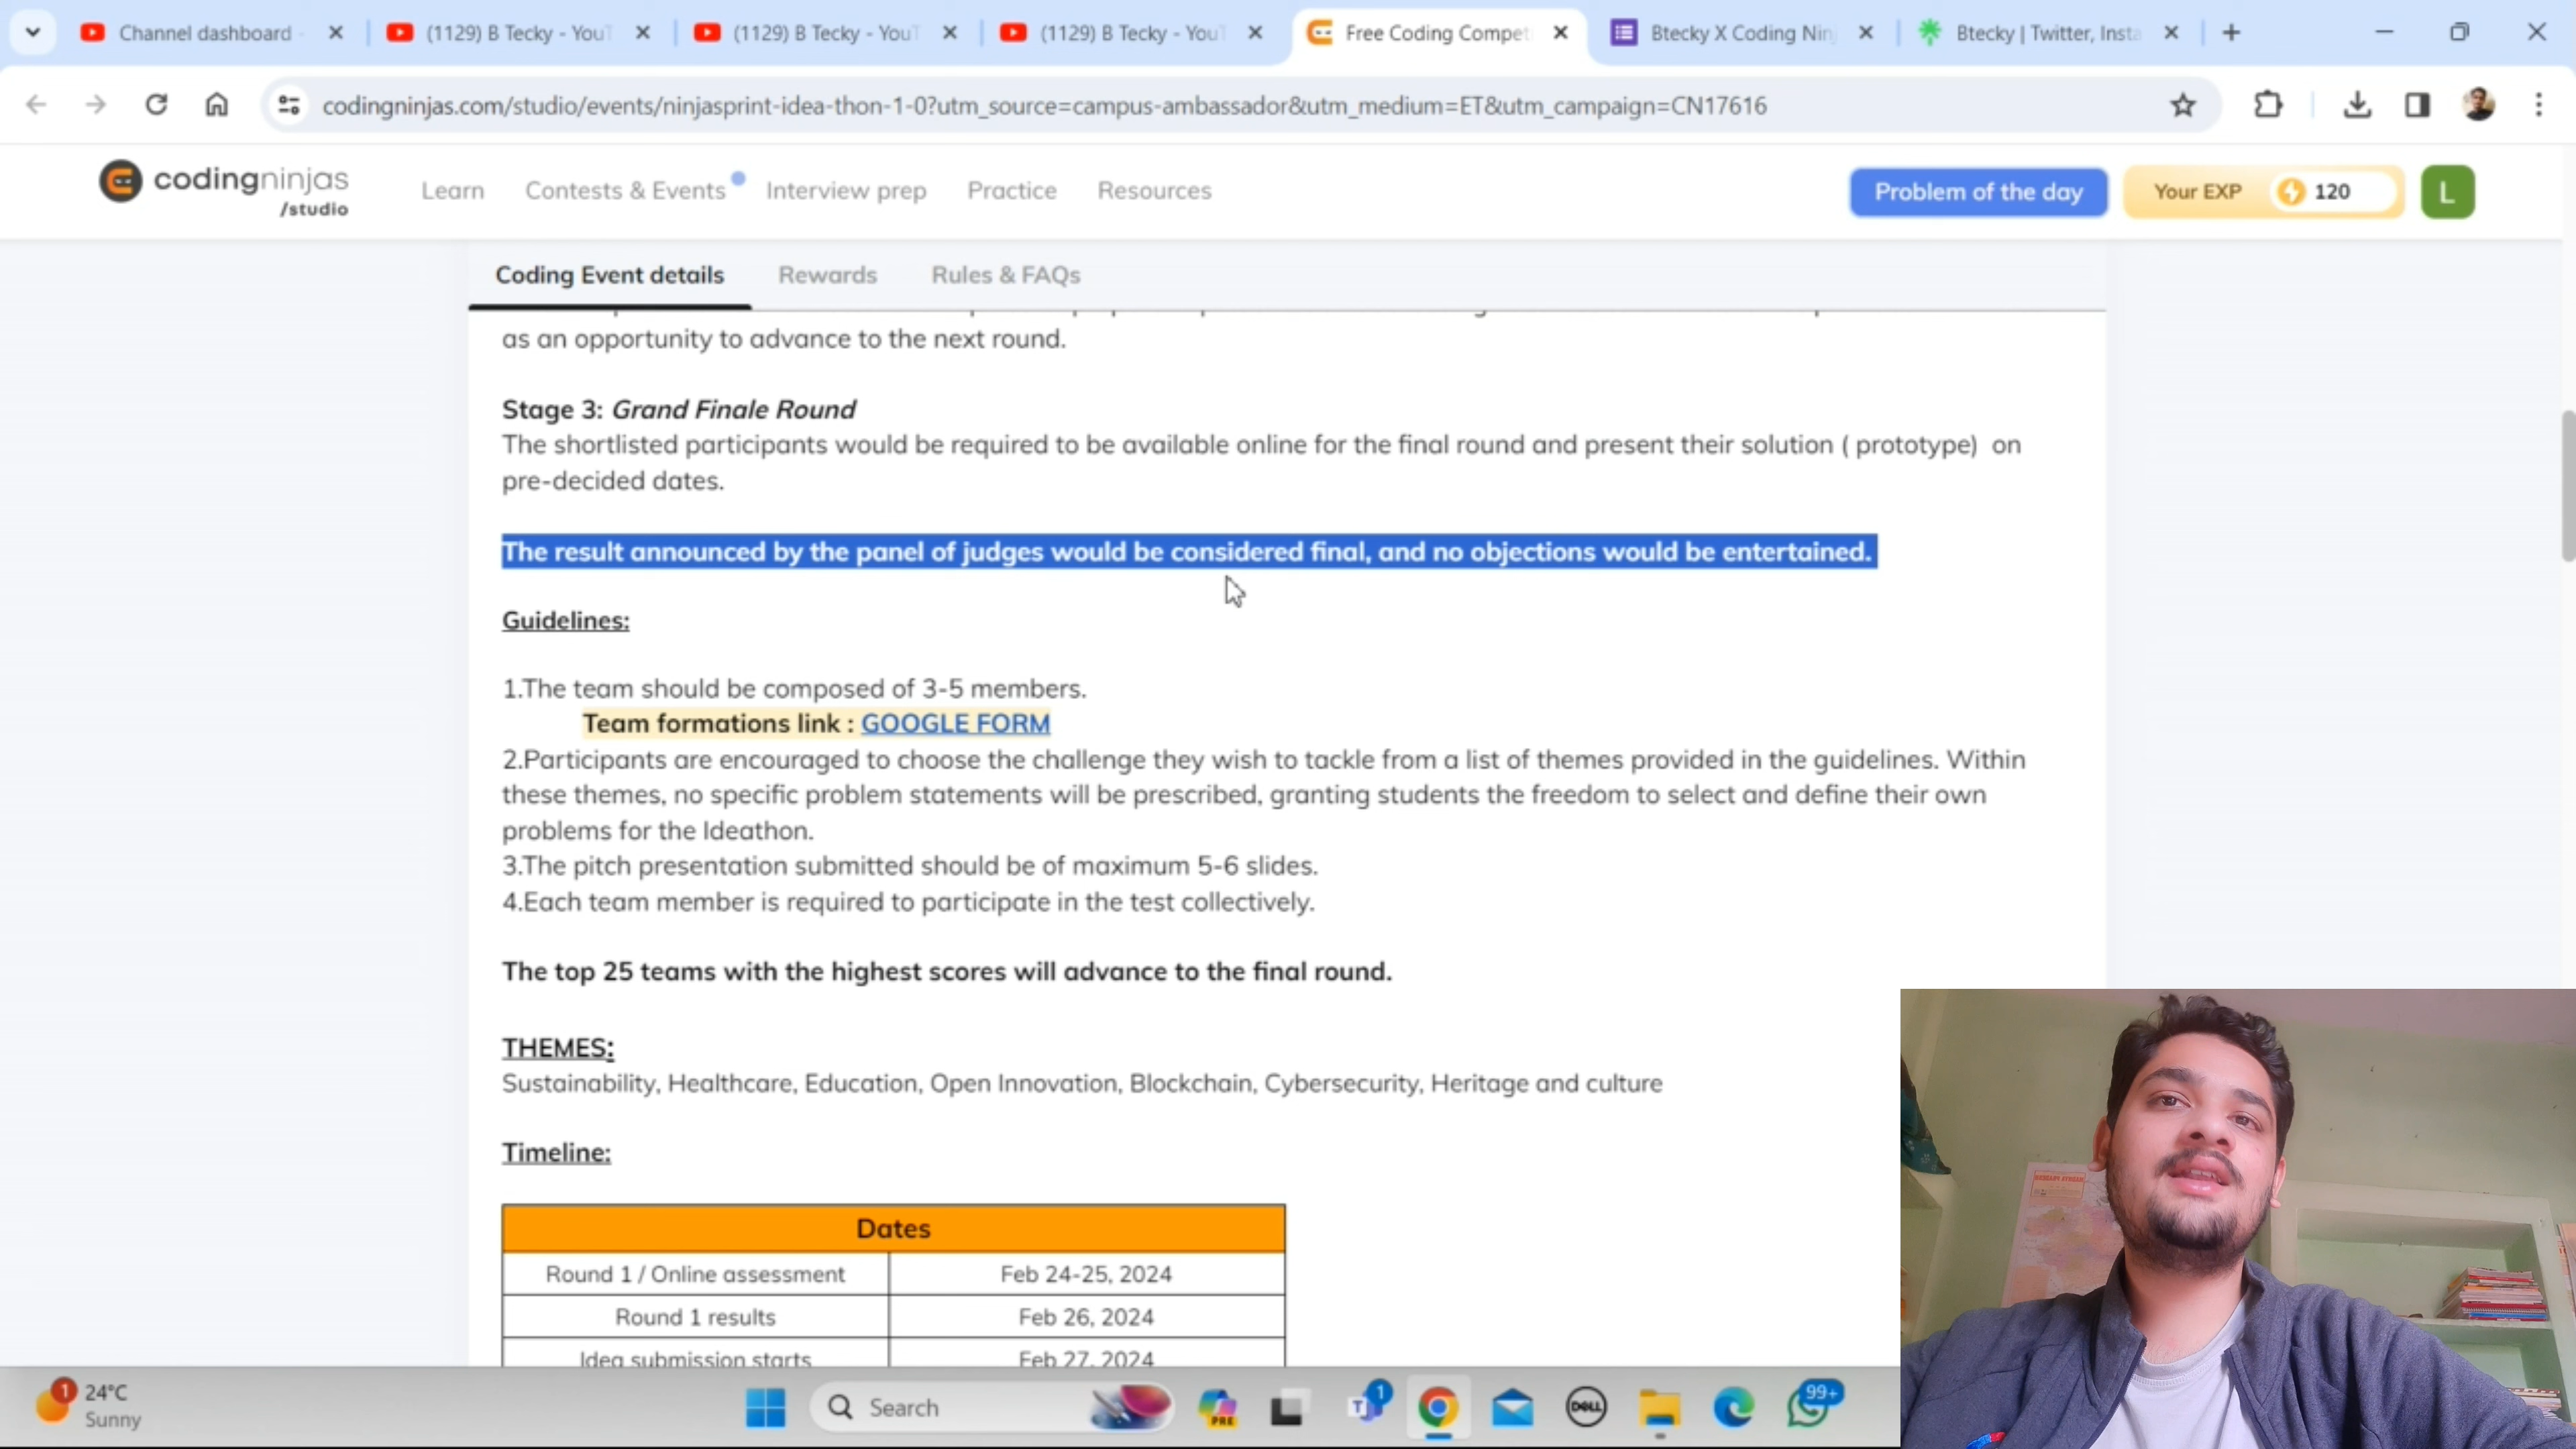 Channel dashboard
(1129) B Tecky - YouT
(1129) B Tecky - YouT
(1129) B Tecky - YouT
Free Coding Compet
Btecky X Coding Nin
Btecky | Twitter, Insta
codingninjas.com/studio/events/ninjasprint-idea-thon-1-0?utm_source=campus-ambassador&utm_medium=ET&utm_campaign=CN17616
codingninjas
/studio
Learn
Contests & Events
Interview prep
Practice
Resources
Problem of the day
Your EXP
120
L
Coding Event details
Rewards
Rules & FAQs
as an opportunity to advance to the next round.
Stage 3: Grand Finale Round
The shortlisted participants would be required to be available online for the final round and present their solution ( prototype) on
pre-decided dates.
The result announced by the panel of judges would be considered final, and no objections would be entertained.
Guidelines:
1.The team should be composed of 3-5 members.
Team formations link : GOOGLE FORM
2.Participants are encouraged to choose the challenge they wish to tackle from a list of themes provided in the guidelines. Within
these themes, no specific problem statements will be prescribed, granting students the freedom to select and define their own
problems for the Ideathon.
3.The pitch presentation submitted should be of maximum 5-6 slides.
4.Each team member is required to participate in the test collectively.
The top 25 teams with the highest scores will advance to the final round.
THEMES:
Sustainability, Healthcare, Education, Open Innovation, Blockchain, Cybersecurity, Heritage and culture
Timeline:
Dates
Round 1 / Online assessment Feb 24-25, 2024
Round 1 results Feb 26, 2024
Idea submission starts Feb 27, 2024
1
24°C
Sunny
Search
PRE
T
1
DELL
99+